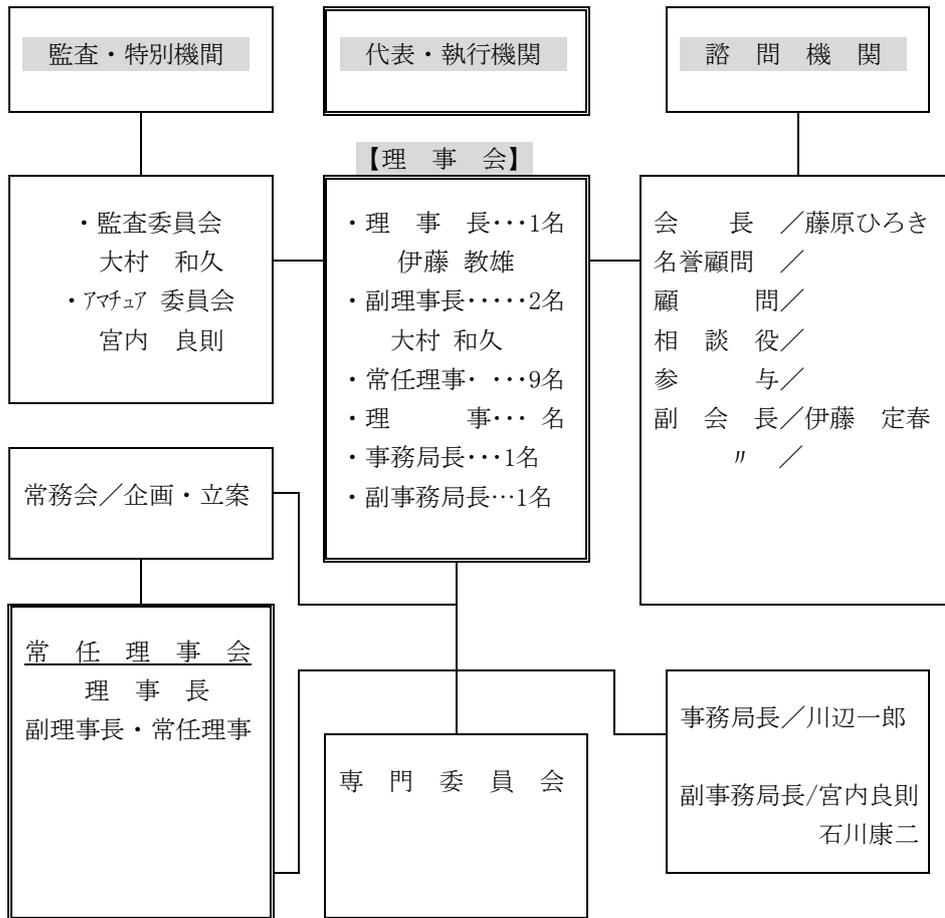 監査・特別機間
代表・執行機関
諮　問　機　関
【理　事　会】
・監査委員会
大村　和久
・アマチュア 委員会
宮内　良則
・理　事　長･･･1名
伊藤 教雄
・副理事長･････2名
大村 和久
・常任理事･ ･･･9名
・理　　　事･･･ 名
・事務局長･･･1名
・副事務局長…1名
会　　長　／藤原ひろき
名誉顧問　／
顧　　　　問／
相　談　役／
参　　　与／
副　会　長／伊藤　定春
〃　／
常務会／企画・立案
常　任　理　事　会
理　事　長
副理事長・常任理事
専　門　委　員　会
事務局長／川辺一郎
副事務局長/宮内良則
石川康二